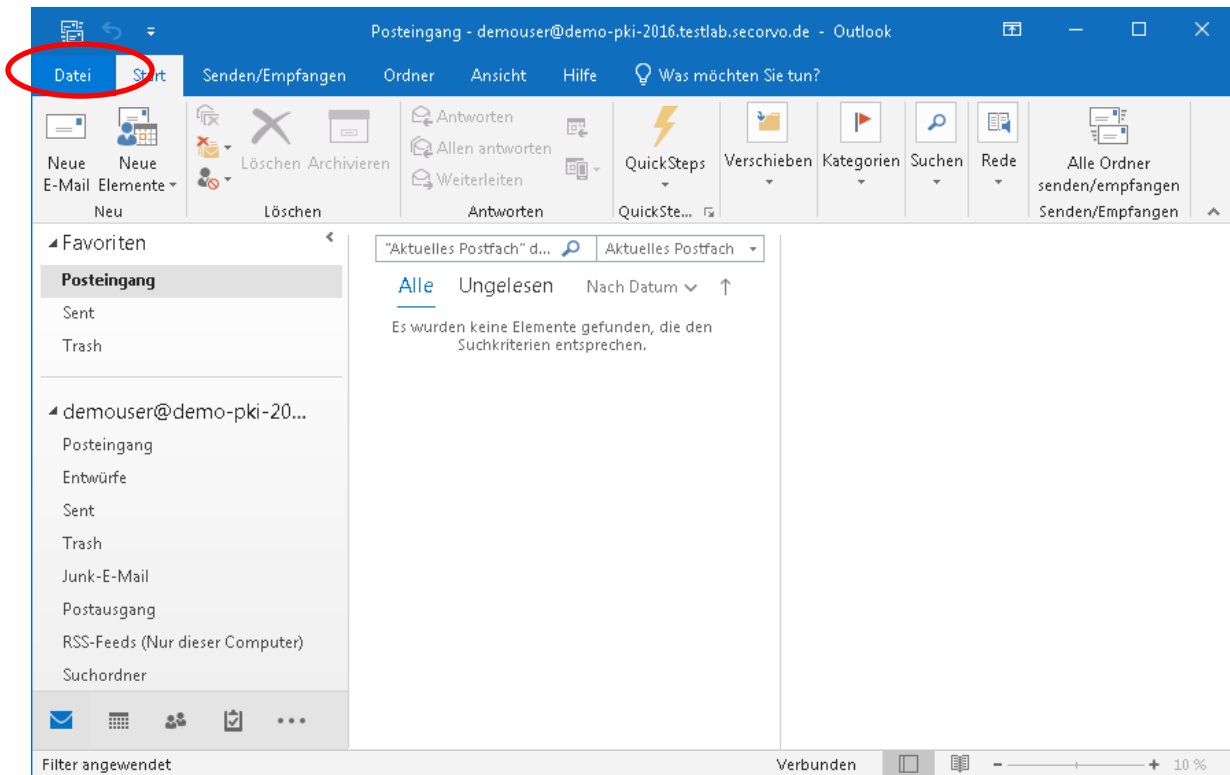 Posteingang - demouser@demo-pki-2016.testlab.secorvo.de - Outlook
Datei Start Senden/Empfangen Ordner Ansicht Hilfe Was möchten Sie tun?
Neue E-Mail
Neue Elemente
Neu
Löschen Archivieren
Löschen
Antworten
Allen antworten
Weiterleiten
Antworten
QuickSteps
QuickSte...
Verschieben Kategorien Suchen Rede
Alle Ordner
senden/empfangen
Senden/Empfangen
Favoriten
Posteingang
Sent
Trash
demouser@demo-pki-20...
Posteingang
Entwürfe
Sent
Trash
Junk-E-Mail
Postausgang
RSS-Feeds (Nur dieser Computer)
Suchordner
"Aktuelles Postfach" d... Aktuelles Postfach
Alle Ungelesen Nach Datum
Es wurden keine Elemente gefunden, die den
Suchkriterien entsprechen.
Filter angewendet Verbunden 10 %